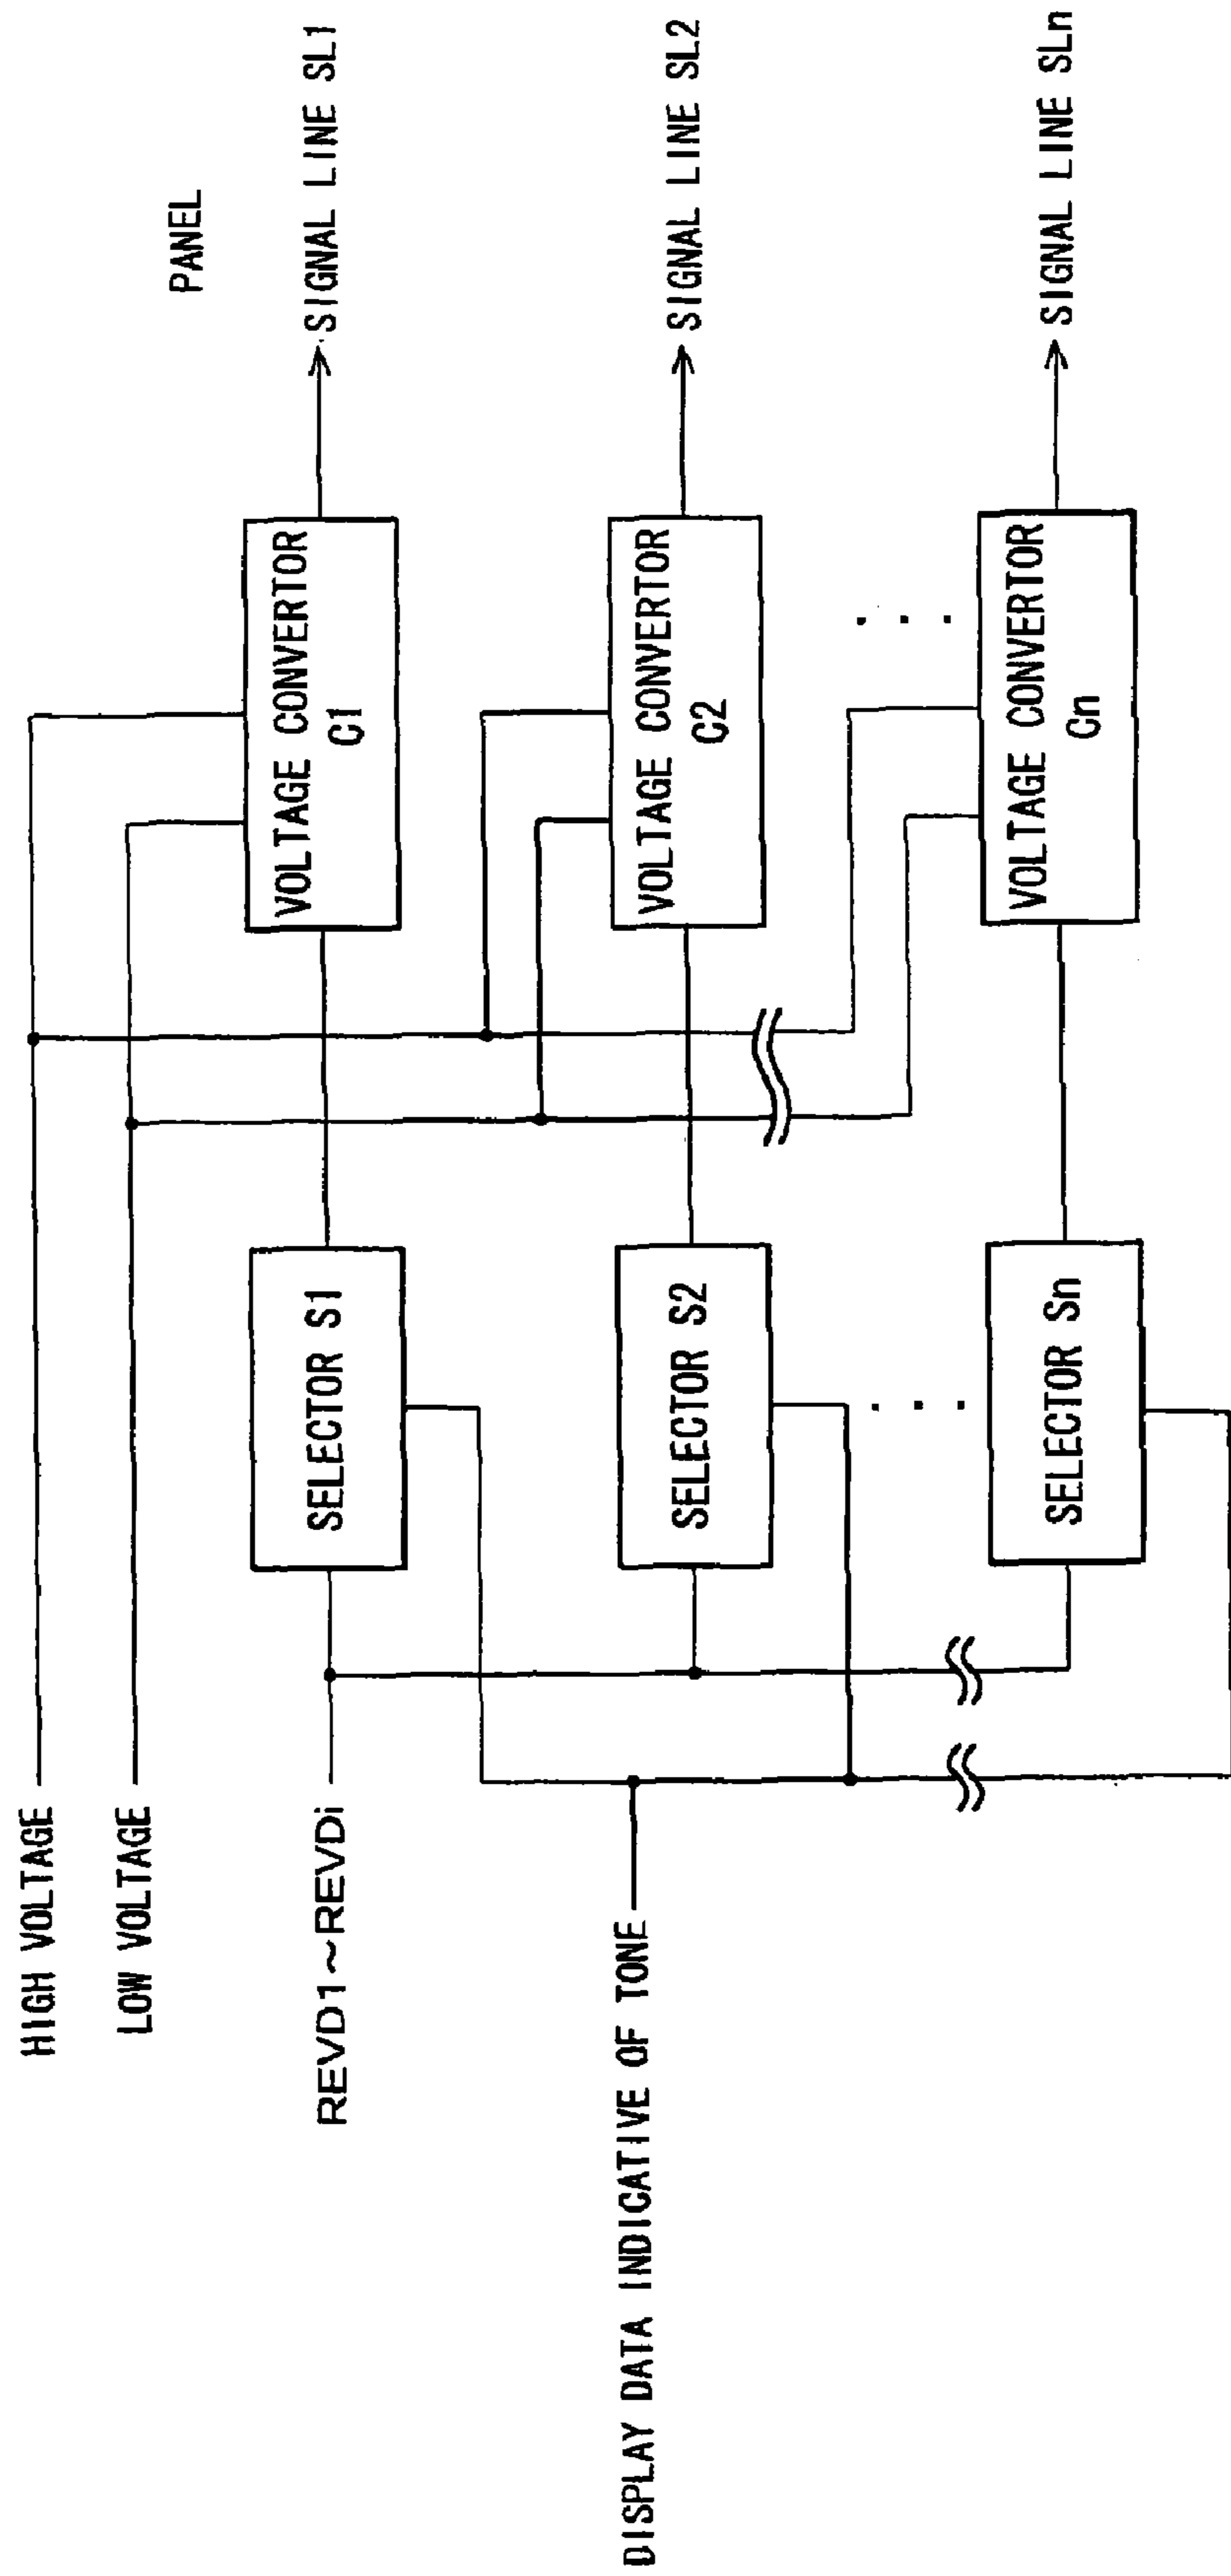 HIGH VOLTAGE
LOW VOLTAGE
PANEL
REVD1~REVDi
SELECTOR S1
VOLTAGE CONVERTOR
C1
SIGNAL LINE SL1
DISPLAY DATA INDICATIVE OF TONE
SELECTOR S2
VOLTAGE CONVERTOR
C2
SIGNAL LINE SL2
. . .
. . .
SELECTOR Sn
VOLTAGE CONVERTOR
Cn
SIGNAL LINE SLn